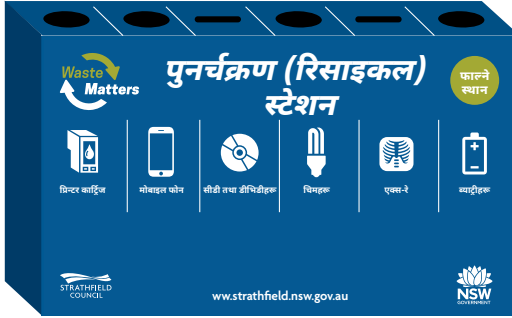 Waste
Matters
पुनर्चक्रण (रिसाइकल)
स्टेशन
फाल्ने
स्थान
प्रिन्टर कार्ट्रिज
मोबाइल फोन
सीडी तथा डीभिडीहरू
चिमहरू
एक्स-रे
ब्याट्रीहरू
STRATHFIELD
COUNCIL
www.strathfield.nsw.gov.au
NSW
GOVERNMENT